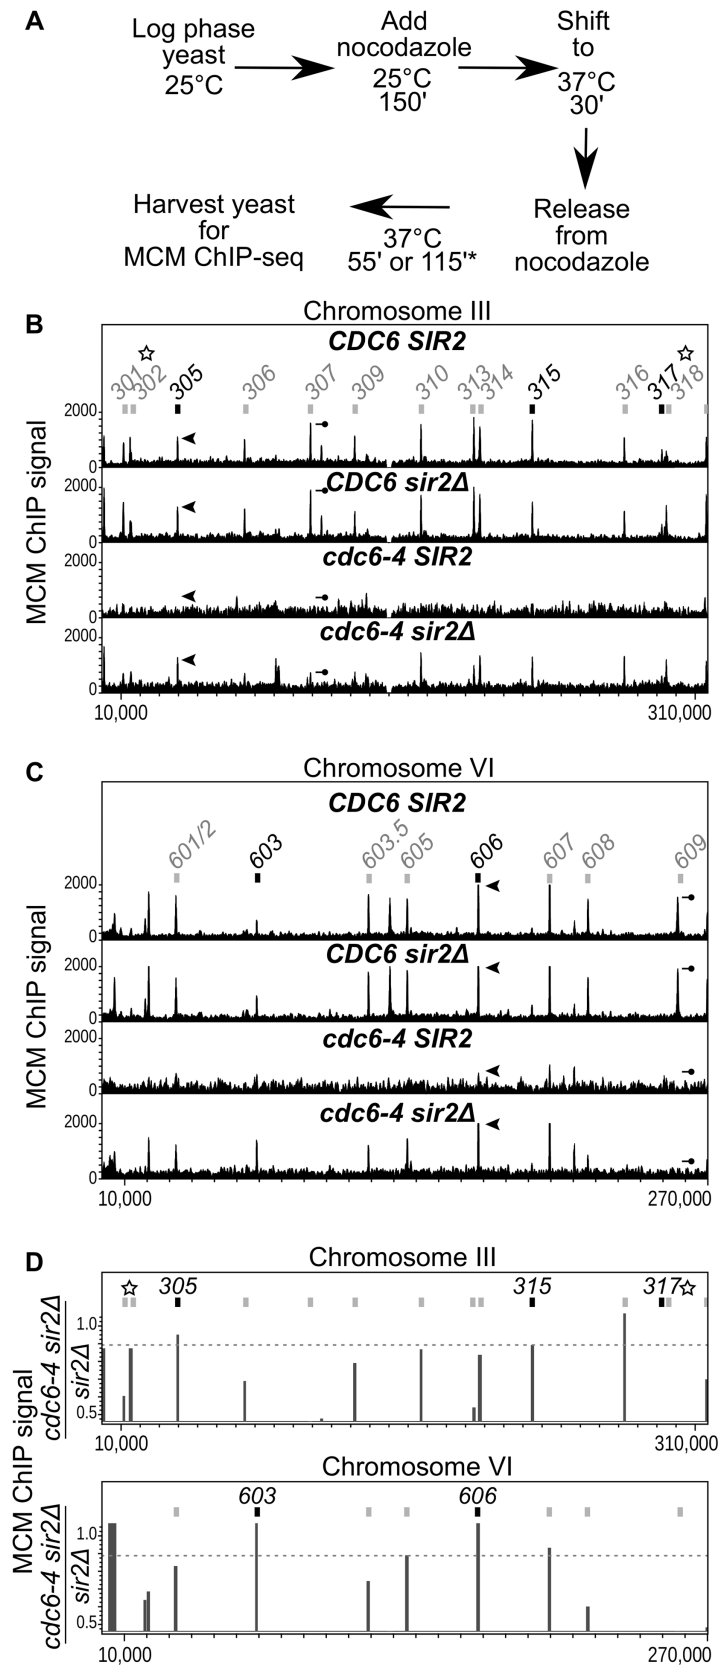 A
Log phase
yeast
25°C
Add
nocodazole
25°C
150'
Shift
to
37°C
30'
Release
from
nocodazole
37°C
55' or 115'*
Harvest yeast
for
MCM ChIP-seq
B
Chromosome III
CDC6 SIR2
301 302 305 306 307 309 310 313 314 315 316 317 318
MCM ChIP signal
2000
0
CDC6 sir2Δ
2000
0
cdc6-4 SIR2
2000
0
cdc6-4 sir2Δ
2000
0
10,000 310,000
C
Chromosome VI
CDC6 SIR2
601/2 603 603.5 605 606 607 608 609
MCM ChIP signal
2000
0
CDC6 sir2Δ
2000
0
cdc6-4 SIR2
2000
0
cdc6-4 sir2Δ
2000
0
10,000 270,000
D
Chromosome III
305 315 317
MCM ChIP signal
cdc6-4 sir2Δ
sir2Δ
1.0
0.5
10,000 310,000
Chromosome VI
603 606
cdc6-4 sir2Δ
sir2Δ
1.0
0.5
10,000 270,000